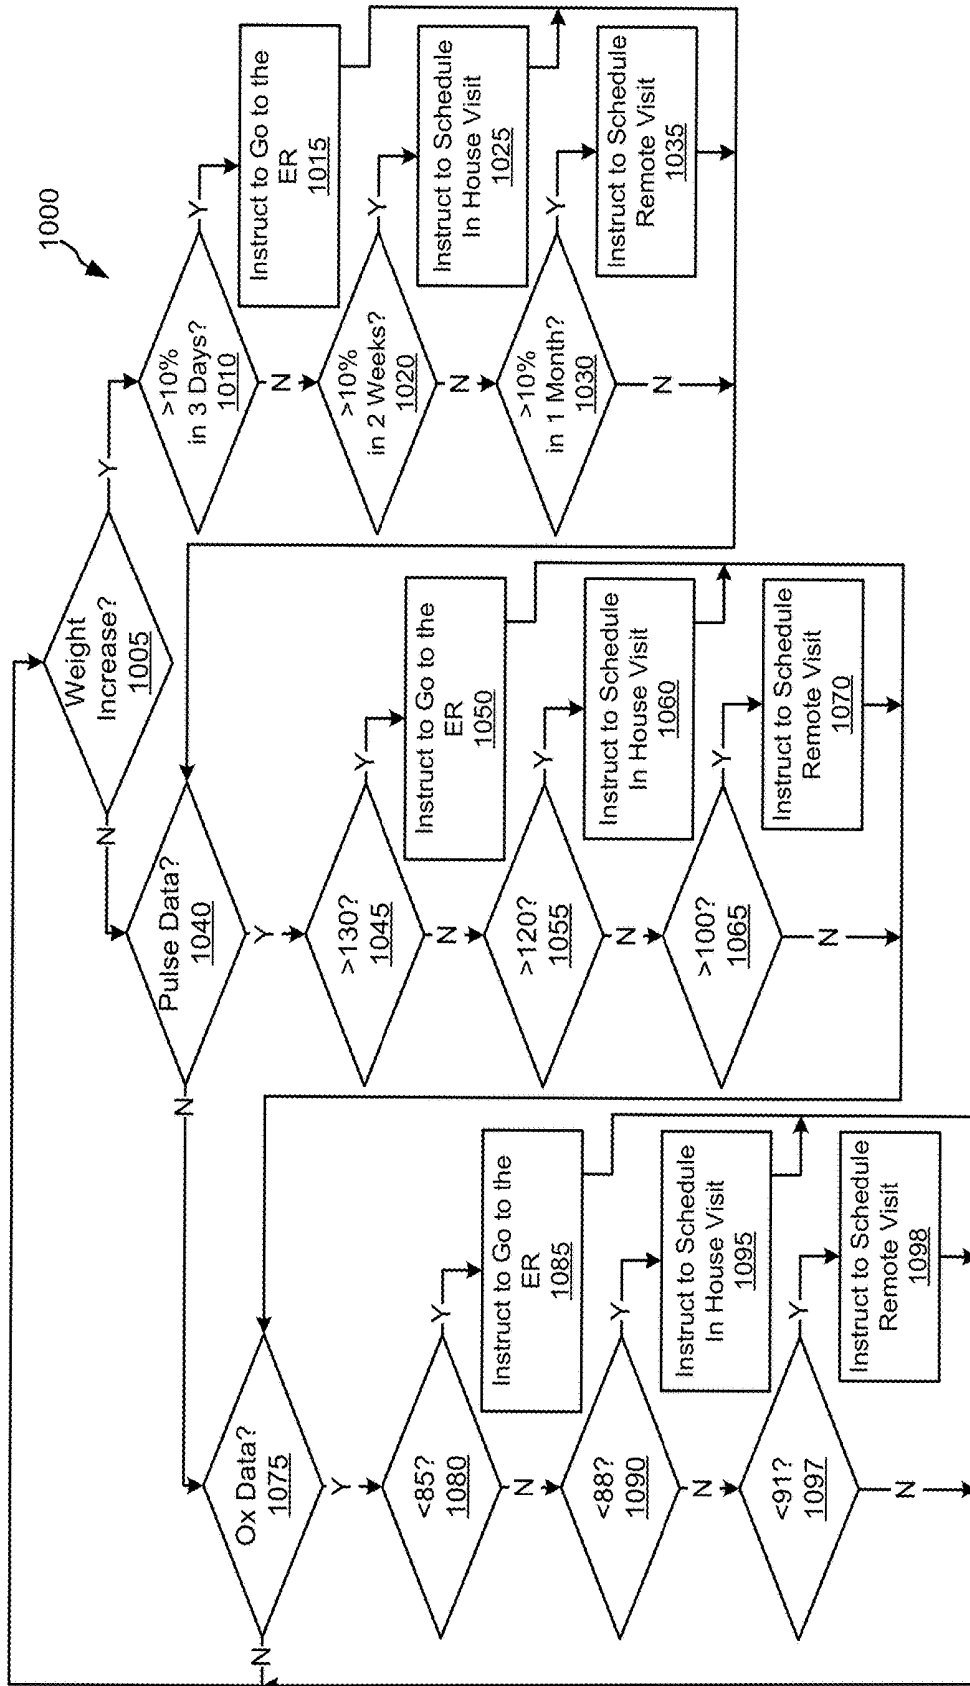 1000
Weight
Increase?
1005
Y
N
>10%
in 3 Days?
1010
Y
N
Instruct to Go to the
ER
1015
>10%
in 2 Weeks?
1020
Y
N
Instruct to Schedule
In House Visit
1025
>10%
in 1 Month?
1030
Y
N
Instruct to Schedule
Remote Visit
1035
Pulse Data?
1040
N
Y
>130?
1045
Y
N
Instruct to Go to the
ER
1050
>120?
1055
Y
N
Instruct to Schedule
In House Visit
1060
>100?
1065
Y
N
Instruct to Schedule
Remote Visit
1070
Ox Data?
1075
N
Y
<85?
1080
Y
N
Instruct to Go to the
ER
1085
<88?
1090
Y
N
Instruct to Schedule
In House Visit
1095
<91?
1097
Y
N
Instruct to Schedule
Remote Visit
1098